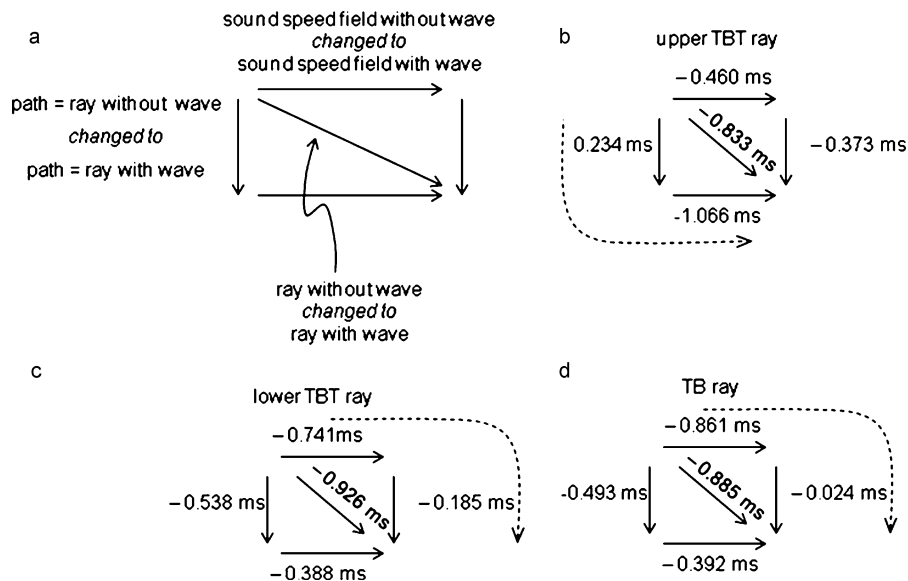 a
sound speed field with out wave
changed to
sound speed field with wave
path = ray with out wave
changed to
path = ray with wave
ray with out wave
changed to
ray with wave
b
upper TBT ray
– 0.460 ms
0.234 ms
– 0.833 ms
– 0.373 ms
-1.066 ms
c
lower TBT ray
– 0.741ms
– 0.538 ms
– 0.926 ms
– 0.185 ms
– 0.388 ms
d
TB ray
– 0.861 ms
-0.493 ms
– 0.885 ms
– 0.024 ms
– 0.392 ms